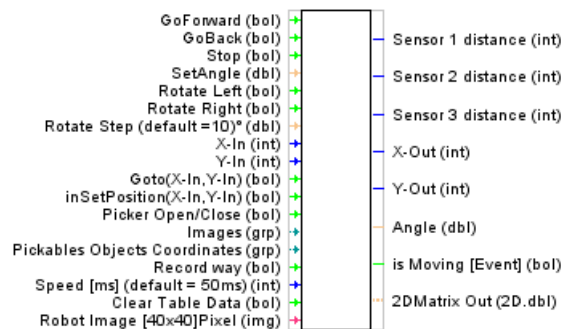 GoForward (bol)
GoBack (bol)
Stop (bol)
SetAngle (dbl)
Rotate Left (bol)
Rotate Right (bol)
Rotate Step (default =10)° (dbl)
X-In (int)
Y-In (int)
Goto(X-In,Y-In) (bol)
inSetPosition(X-In,Y-In) (bol)
Picker Open/Close (bol)
Images (grp)
Pickables Objects Coordinates (grp)
Record way (bol)
Speed [ms] (default = 50ms) (int)
Clear Table Data (bol)
Robot Image [40x40]Pixel (img)
Sensor 1 distance (int)
Sensor 2 distance (int)
Sensor 3 distance (int)
X-Out (int)
Y-Out (int)
Angle (dbl)
is Moving [Event] (bol)
2DMatrix Out (2D.dbl)